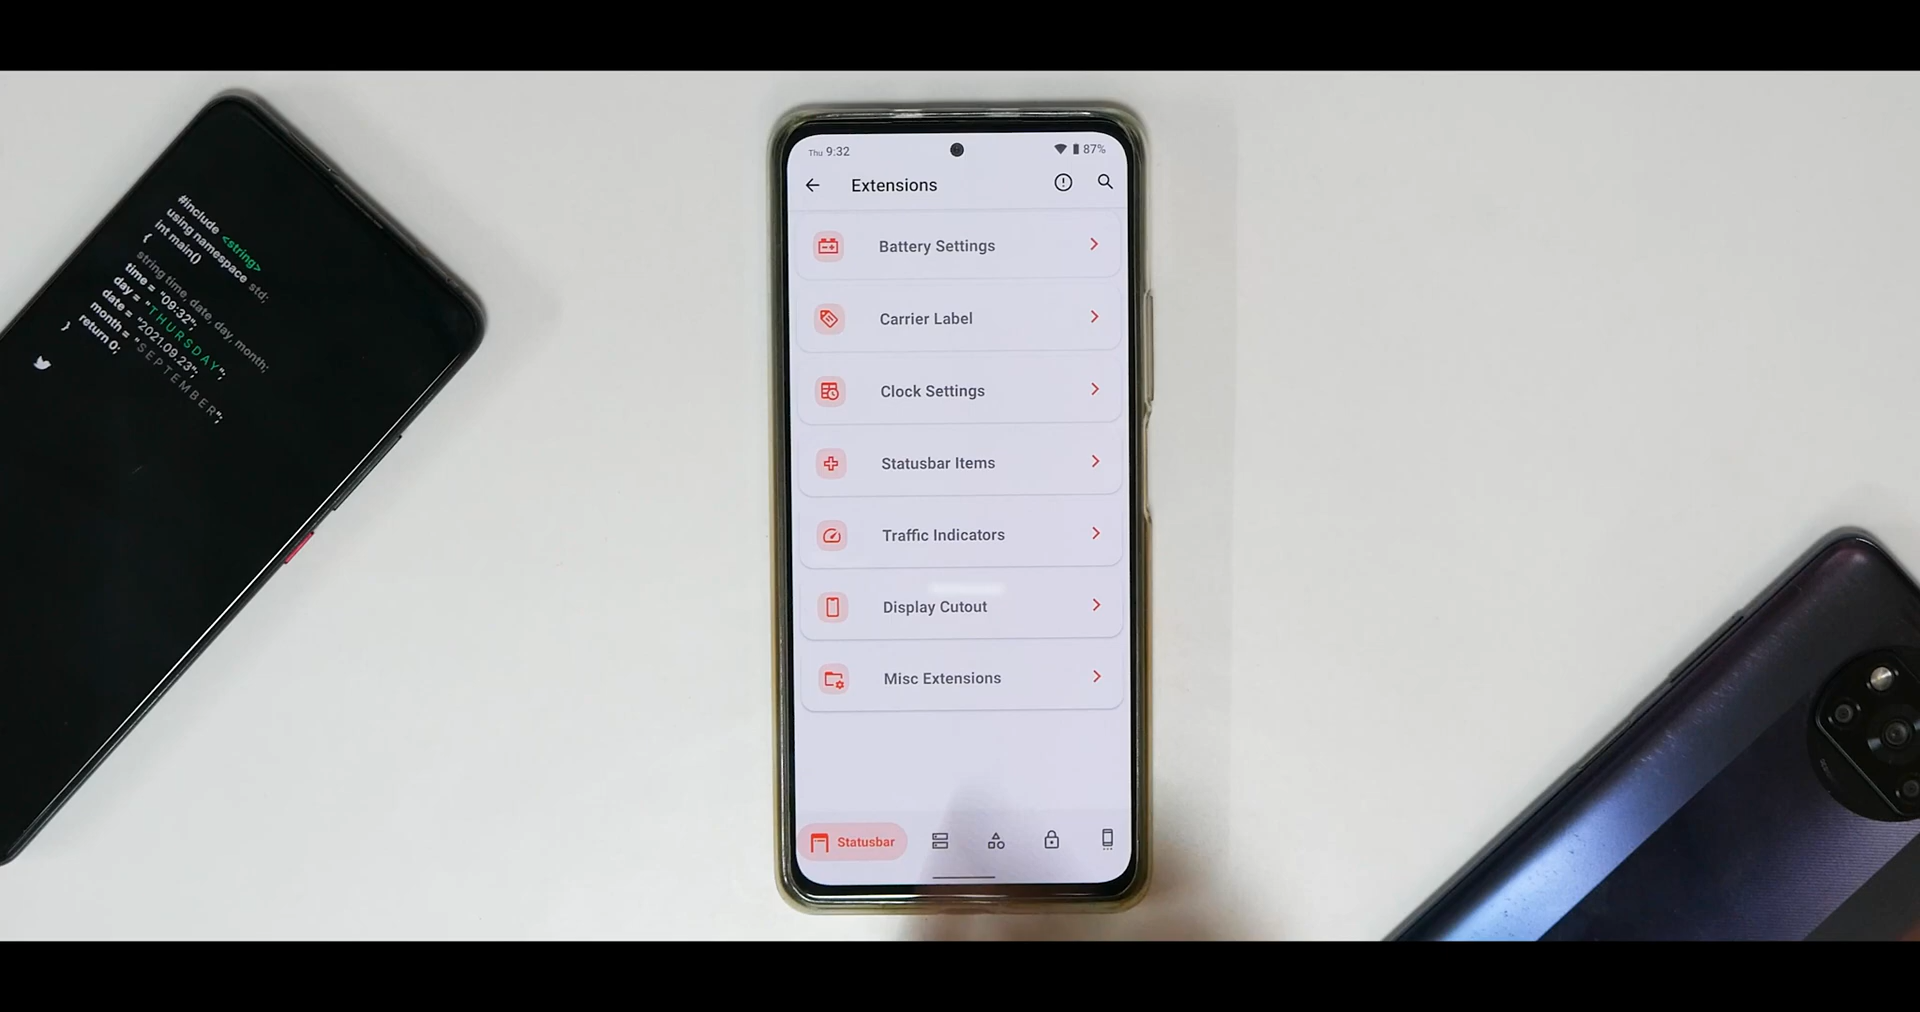 #include <string>
using namespace std;
int main()
{
string time, date, day, month;
time = "09:32";
day = "THURSDAY";
date = "2021.09.23";
month = "SEPTEMBER";
return 0;
}
Thu 9:32
87%
Extensions
Battery Settings
Carrier Label
Clock Settings
Statusbar Items
Traffic Indicators
Display Cutout
Misc Extensions
Statusbar